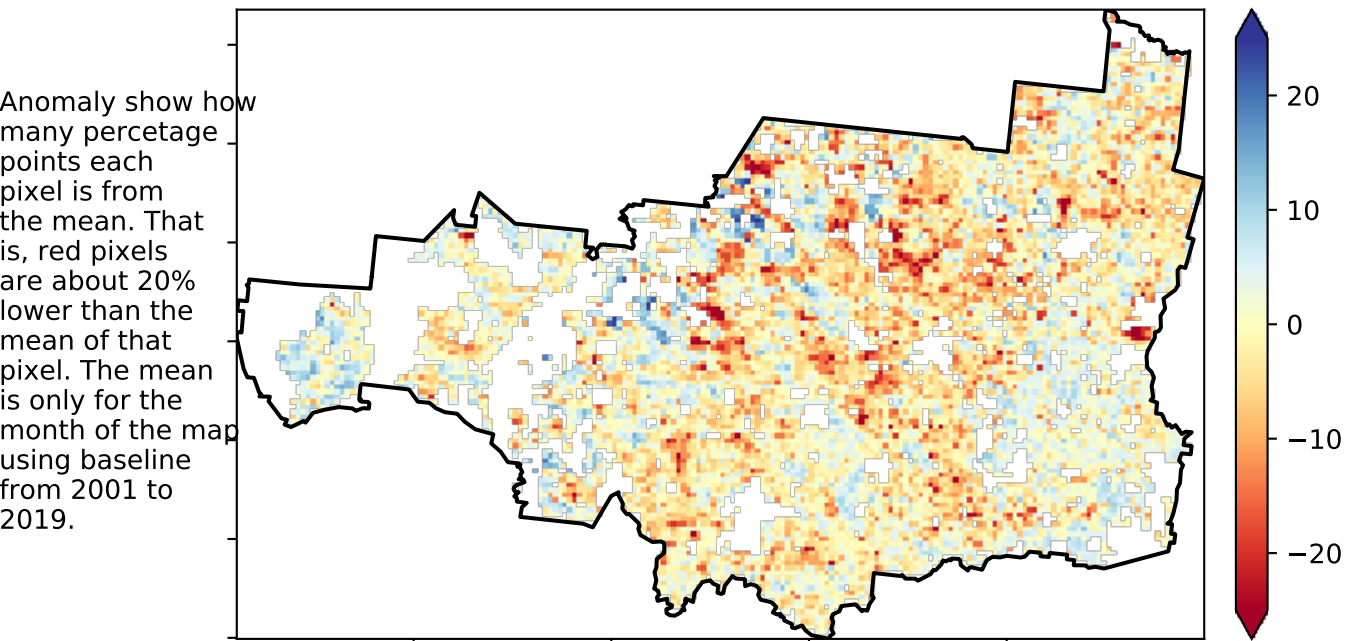 Anomaly show how
many percetage
points each
pixel is from
the mean. That
is, red pixels
are about 20%
lower than the
mean of that
pixel. The mean
is only for the
month of the map
using baseline
from 2001 to
2019.
20
10
0
−10
−20